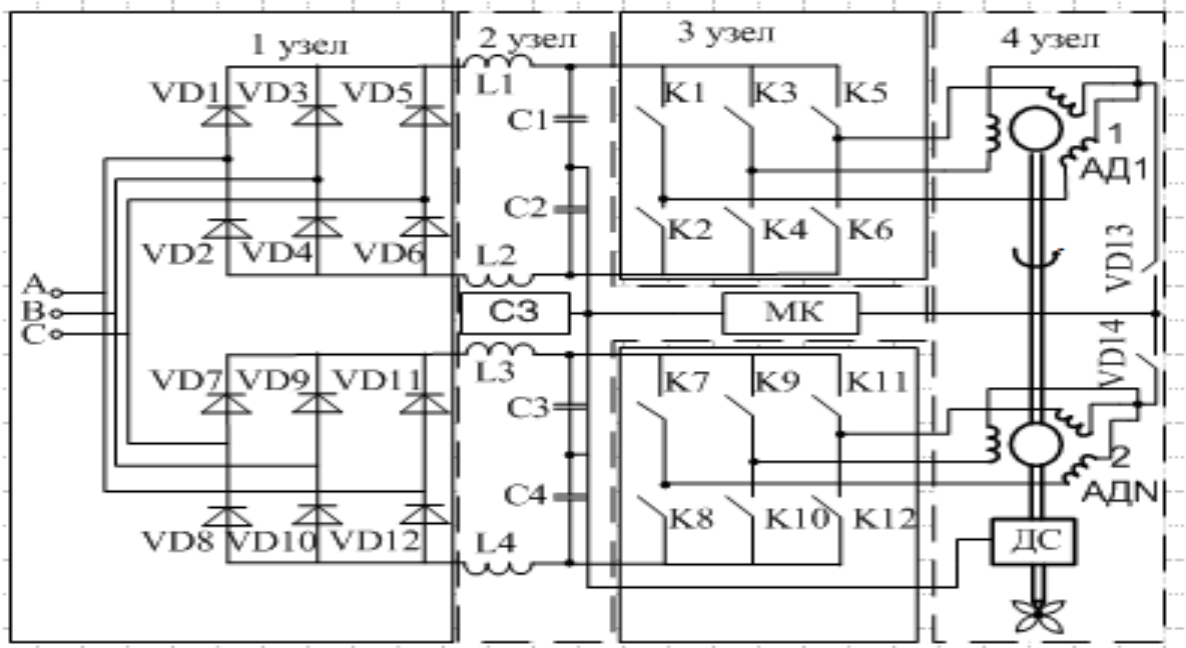 1 узел
2 узел
3 узел
4 узел
VD1 VD3 VD5
L1
C1
K1 K3 K5
1
АД1
C2
VD2 VD4 VD6
L2
K2 K4 K6
VD13
A
B
C
СЗ
МК
VD14
VD7 VD9 VD11
L3
C3
K7 K9 K11
2
АДN
C4
VD8 VD10 VD12
L4
K8 K10 K12
ДС